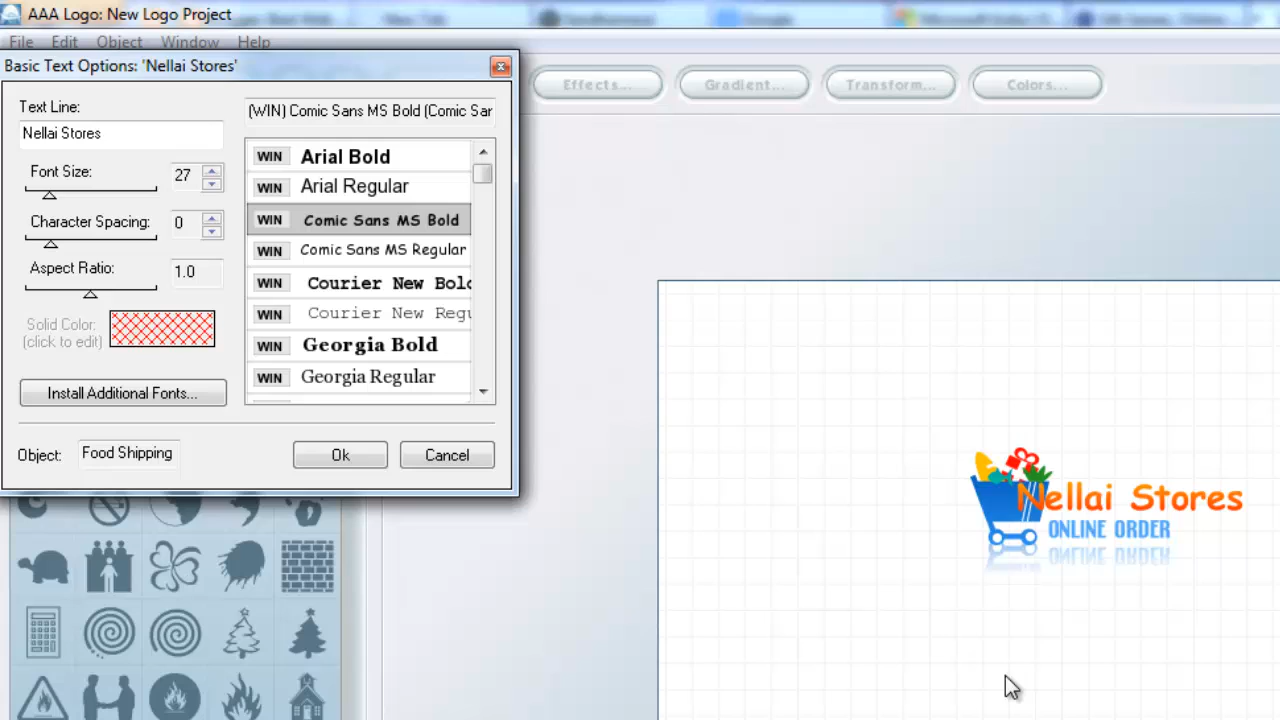 AAA Logo: New Logo Project
File Edit Object Window Help
Basic Text Options: 'Nellai Stores'
Effects... Gradient... Transform... Colors...
Text Line:
(WIN) Comic Sans MS Bold (Comic Sar
Nellai Stores
Font Size: 27
Character Spacing: 0
Aspect Ratio: 1.0
Solid Color:
(click to edit)
Install Additional Fonts...
WIN Arial Bold
WIN Arial Regular
WIN Comic Sans MS Bold
WIN Comic Sans MS Regular
WIN Courier New Bold
WIN Courier New Regu
WIN Georgia Bold
WIN Georgia Regular
Object: Food Shipping
Ok Cancel
Nellai Stores
ONLINE ORDER